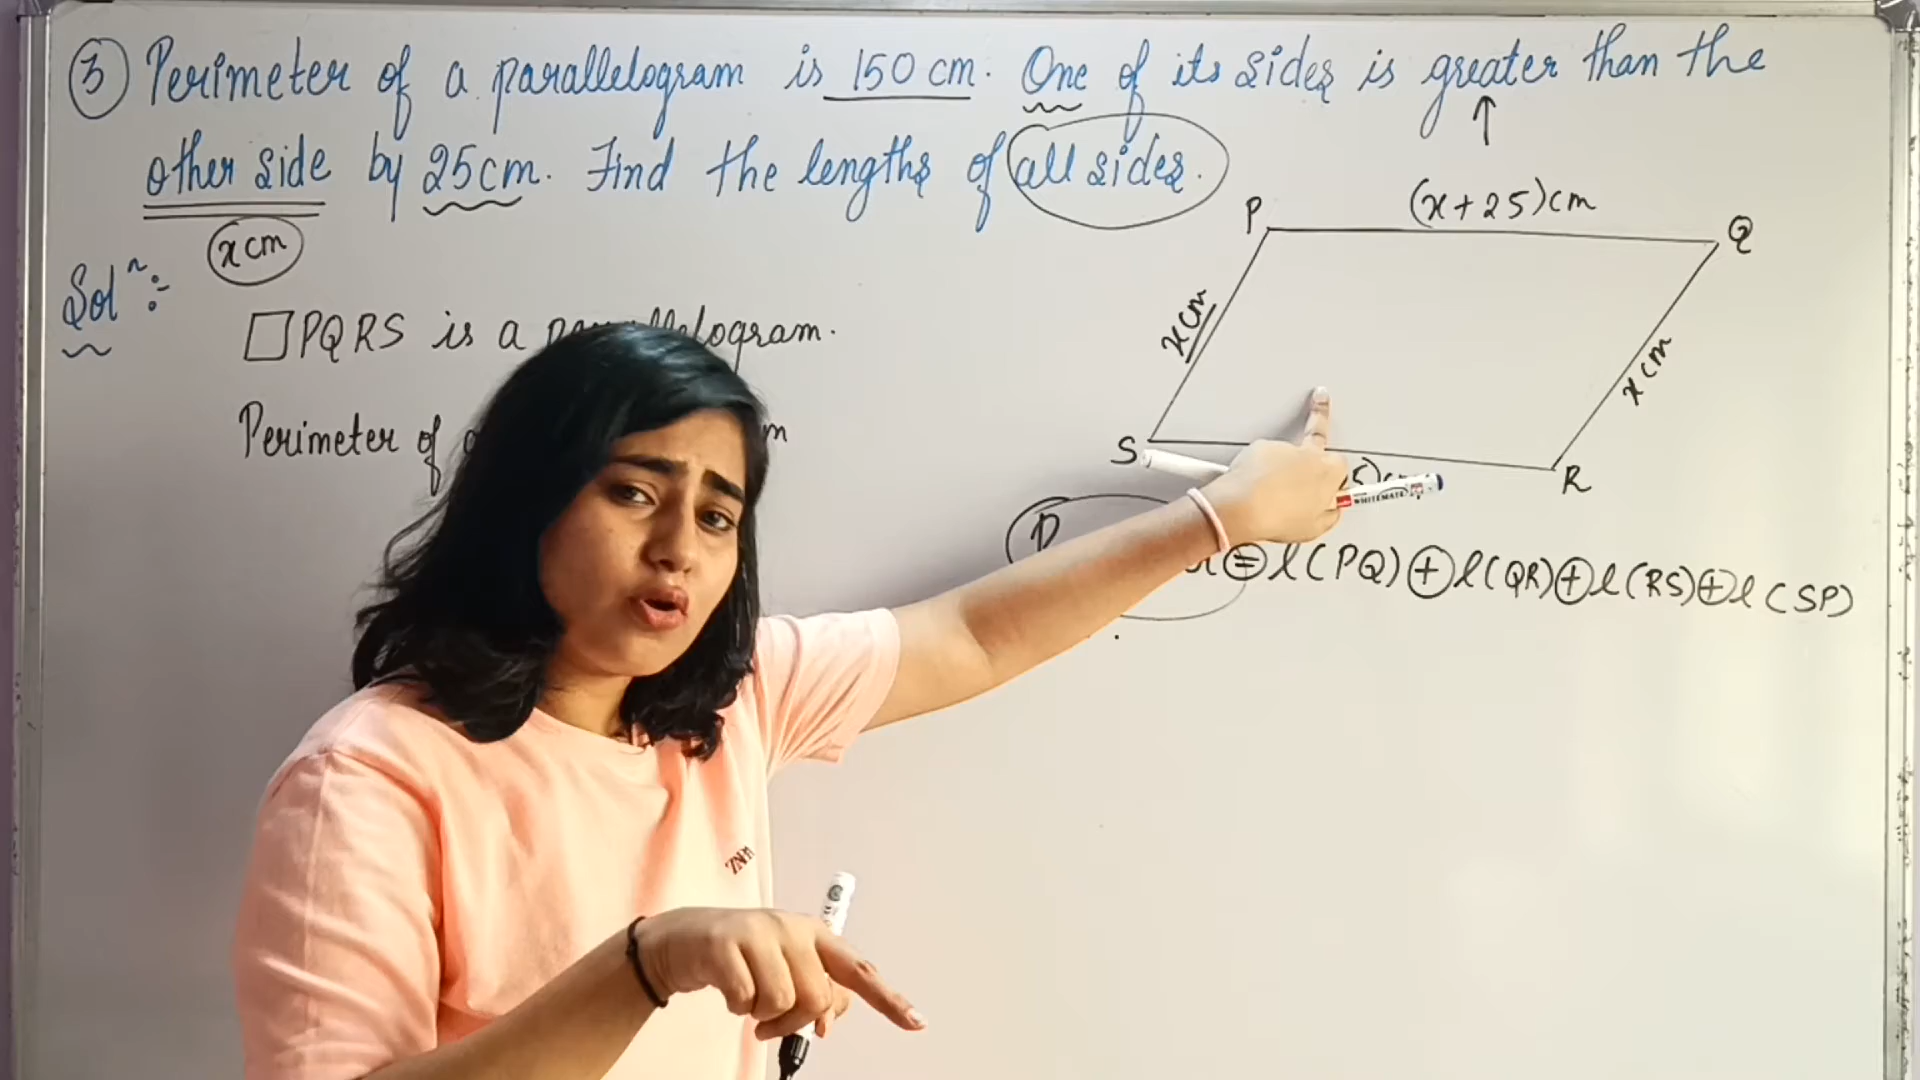 ③ Perimeter of a parallelogram is 150 cm. One of its sides is greater than the
other side by 25cm. Find the lengths of all sides.
x cm
Solⁿ:-
□PQRS is a
Perimeter of
P
(x+25)cm
Q
x cm
x cm
S
R
WHITEMATE
= l(PQ) + l(QR) + l(RS) + l(SP)